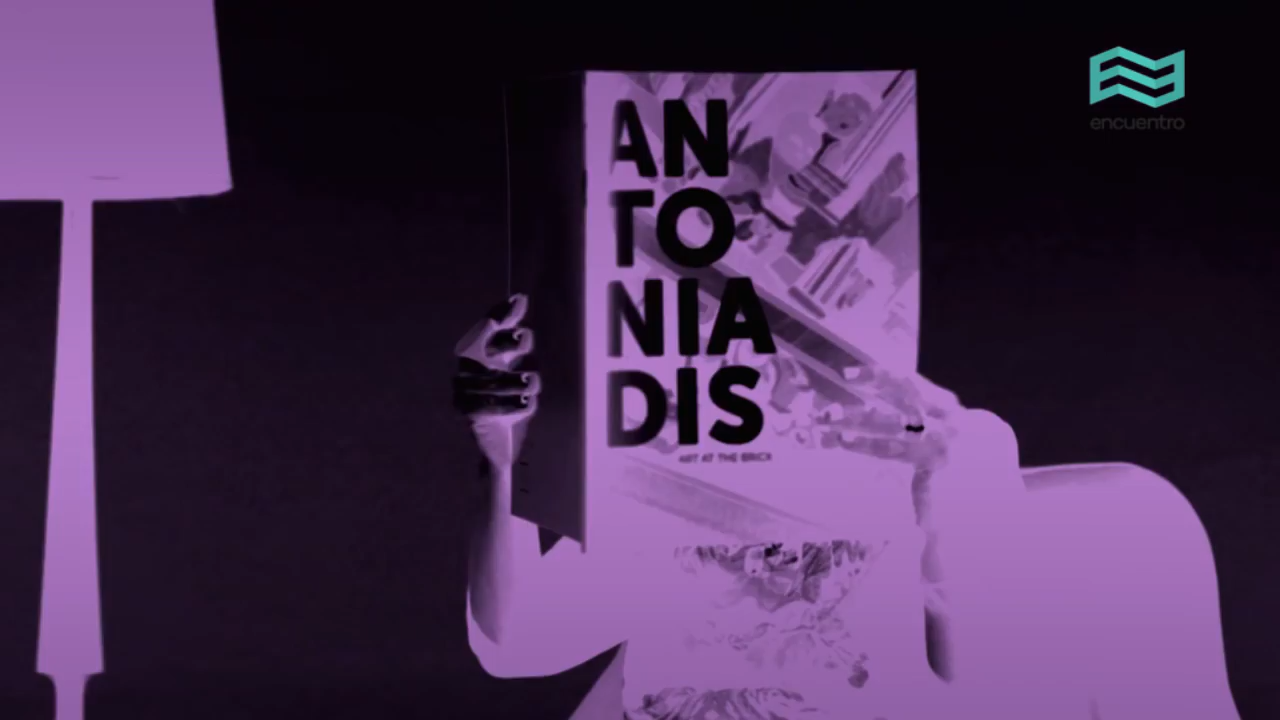 AN
TO
NIA
DIS
ART AT THE BRICK
encuentro